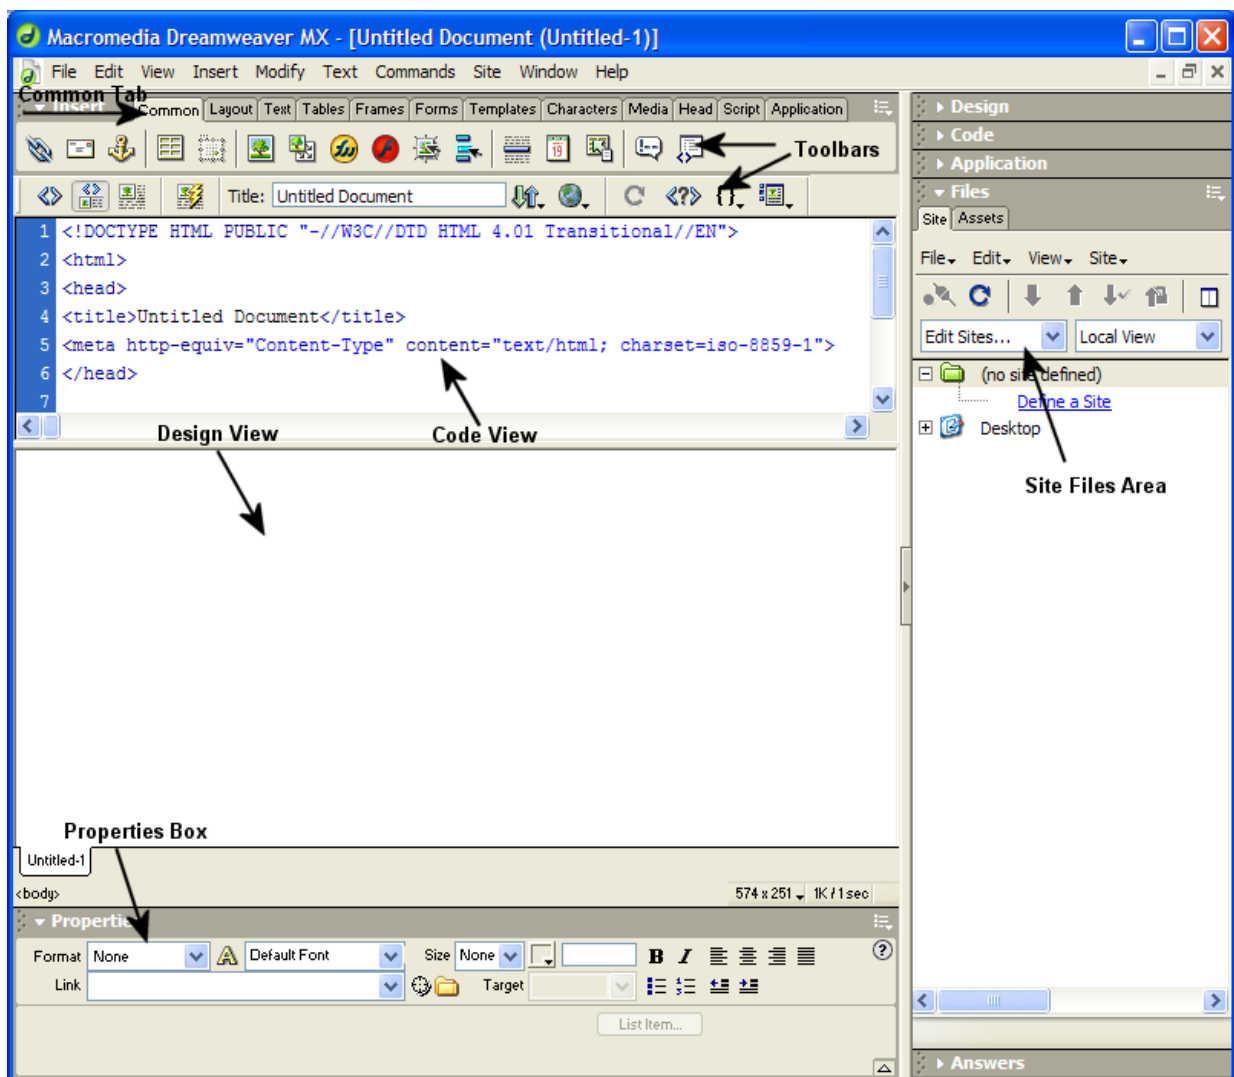 Macromedia Dreamweaver MX - [Untitled Document (Untitled-1)]
File Edit View Insert Modify Text Commands Site Window Help
Common Tab
Insert Common Layout Text Tables Frames Forms Templates Characters Media Head Script Application
19
Toolbars
Title: Untitled Document
1 <!DOCTYPE HTML PUBLIC "-//W3C//DTD HTML 4.01 Transitional//EN">
2 <html>
3 <head>
4 <title>Untitled Document</title>
5 <meta http-equiv="Content-Type" content="text/html; charset=iso-8859-1">
6 </head>
7
Design View
Code View
Properties Box
Untitled-1
<body>
574 x 251 1K / 1 sec
Properties
Format None Default Font Size None B I
Link Target
List Item...
Design
Code
Application
Files
Site Assets
File Edit View Site
Edit Sites... Local View
(no site defined)
Define a Site
Desktop
Site Files Area
Answers